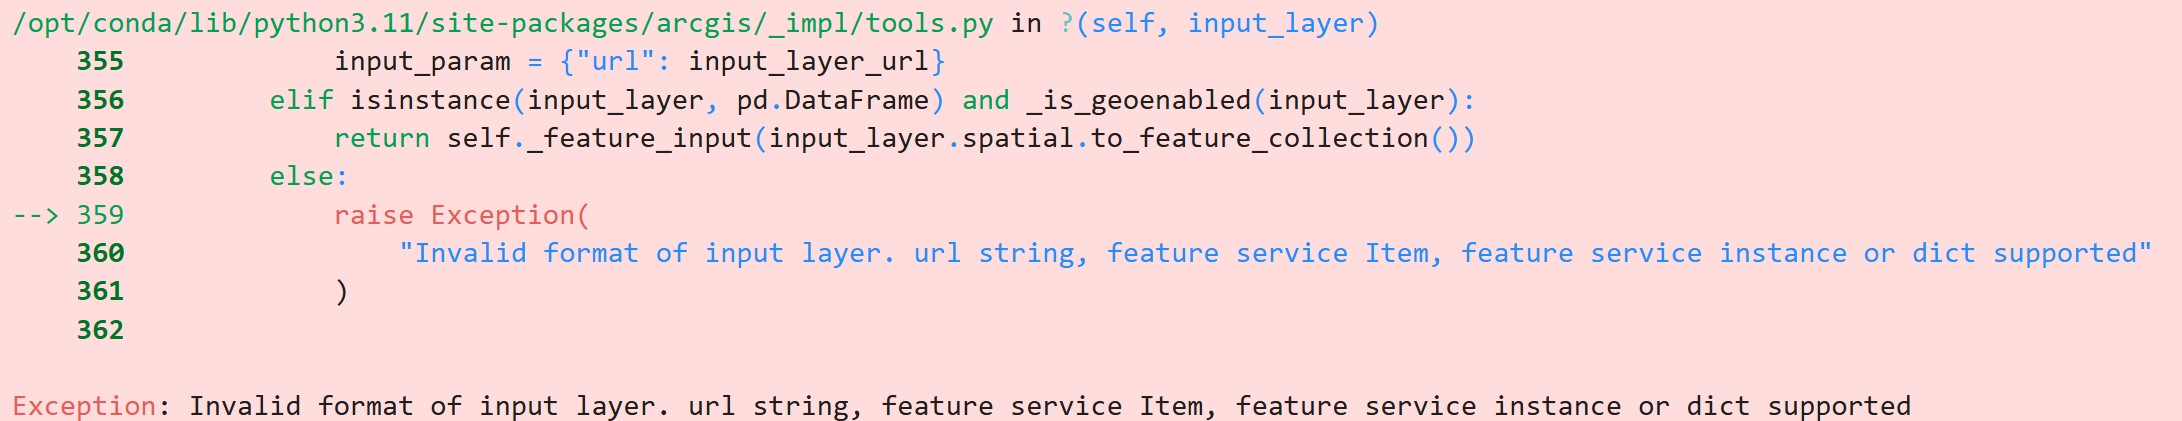 /opt/conda/lib/python3.11/site-packages/arcgis/_impl/tools.py in ?(self, input_layer)
    355             input_param = {"url": input_layer_url}
    356         elif isinstance(input_layer, pd.DataFrame) and _is_geoenabled(input_layer):
    357             return self._feature_input(input_layer.spatial.to_feature_collection())
    358         else:
--> 359             raise Exception(
    360                 "Invalid format of input layer. url string, feature service Item, feature service instance or dict supported"
    361             )
    362
Exception: Invalid format of input layer. url string, feature service Item, feature service instance or dict supported